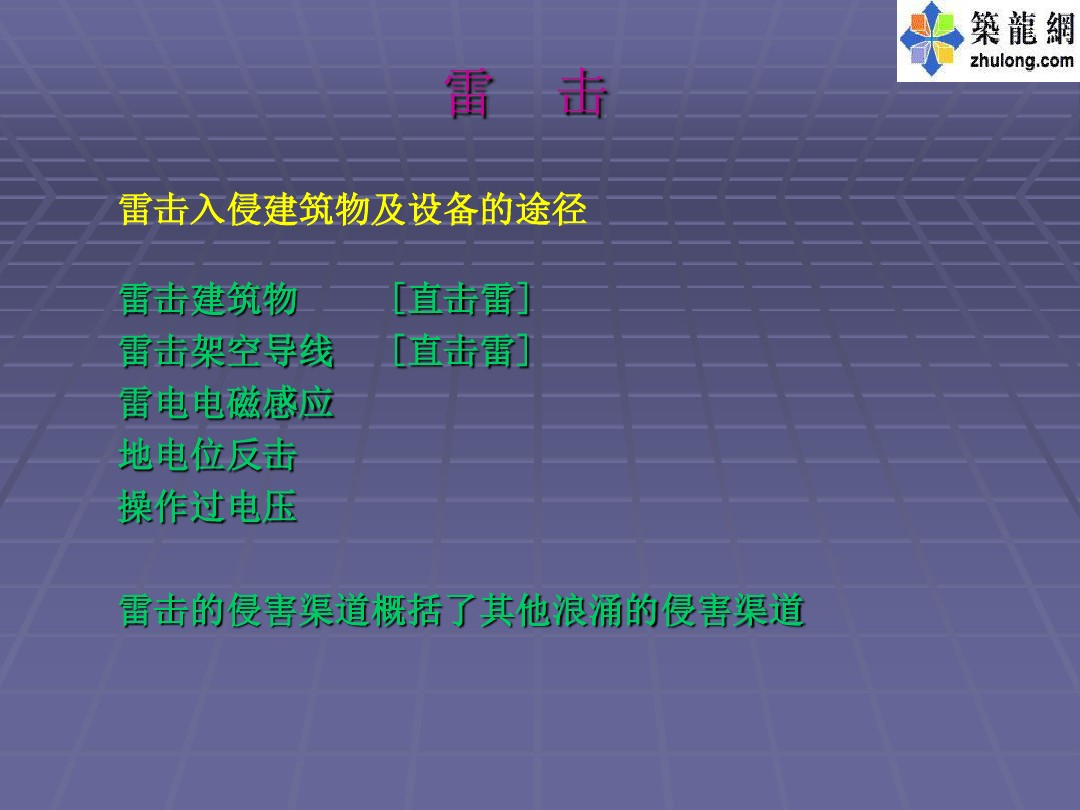 築龍網
zhulong.com
雷 击
雷击入侵建筑物及设备的途径
雷击建筑物 [直击雷]
雷击架空导线 [直击雷]
雷电电磁感应
地电位反击
操作过电压
雷击的侵害渠道概括了其他浪涌的侵害渠道